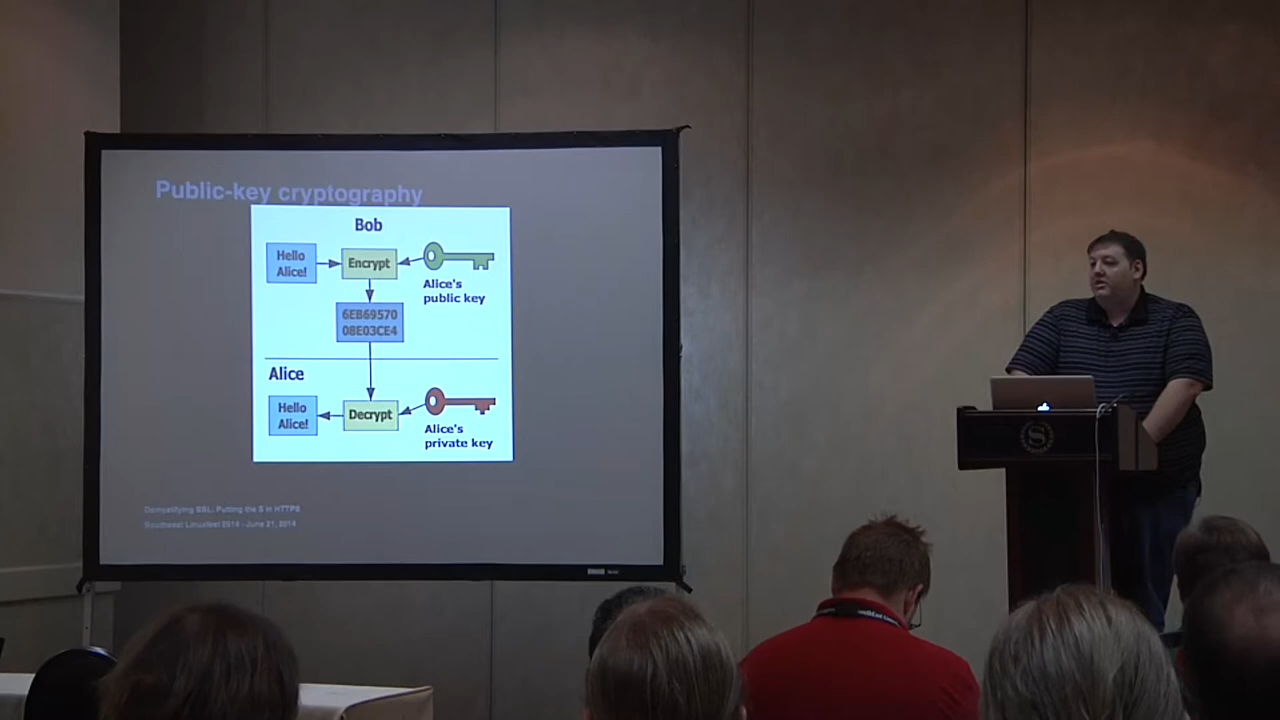 Public-key cryptography
Bob
Hello
Alice!
Encrypt
Alice's
public key
6EB69570
08E03CE4
Alice
Hello
Alice!
Decrypt
Alice's
private key
Demystifying SSL: Putting the S in HTTPS
Southeast Linuxfest 2014 - June 21, 2014
S